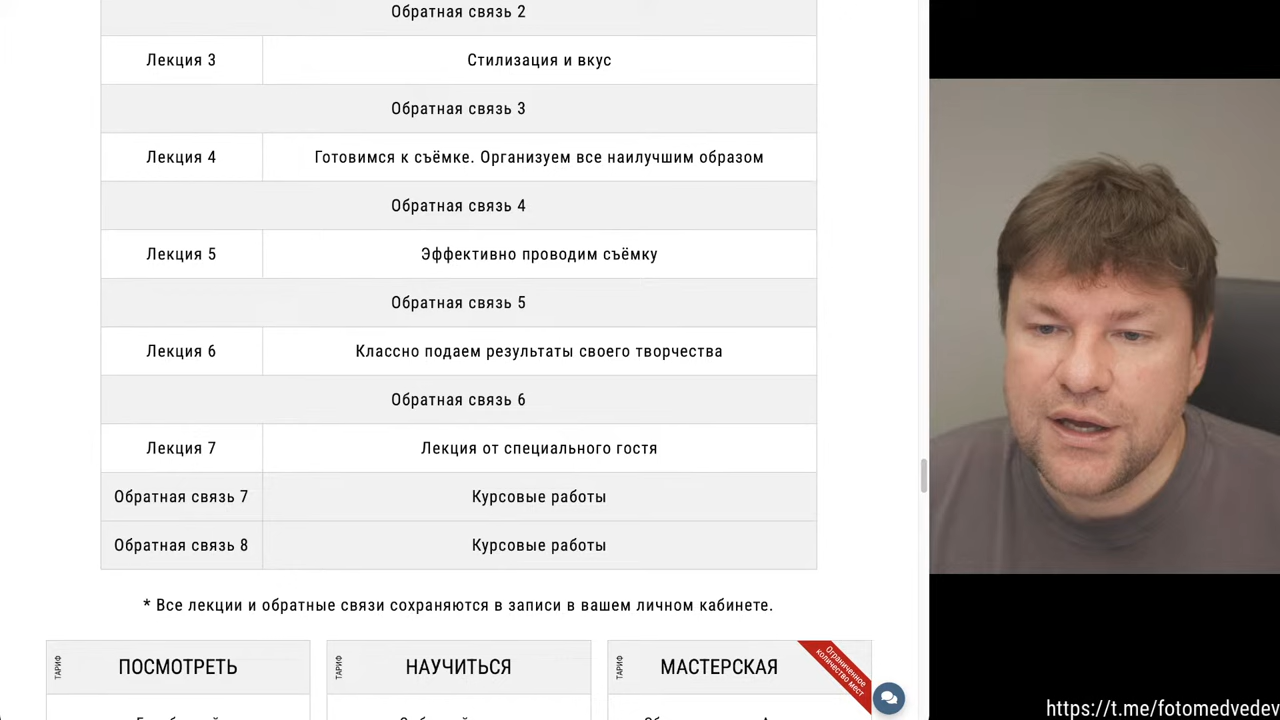 Обратная связь 2
Лекция 3 Стилизация и вкус
Обратная связь 3
Лекция 4 Готовимся к съёмке. Организуем все наилучшим образом
Обратная связь 4
Лекция 5 Эффективно проводим съёмку
Обратная связь 5
Лекция 6 Классно подаем результаты своего творчества
Обратная связь 6
Лекция 7 Лекция от специального гостя
Обратная связь 7 Курсовые работы
Обратная связь 8 Курсовые работы
* Все лекции и обратные связи сохраняются в записи в вашем личном кабинете.
ТАРИФ ПОСМОТРЕТЬ
ТАРИФ НАУЧИТЬСЯ
ТАРИФ МАСТЕРСКАЯ
Ограниченное
количество мест
https://t.me/fotomedvedev